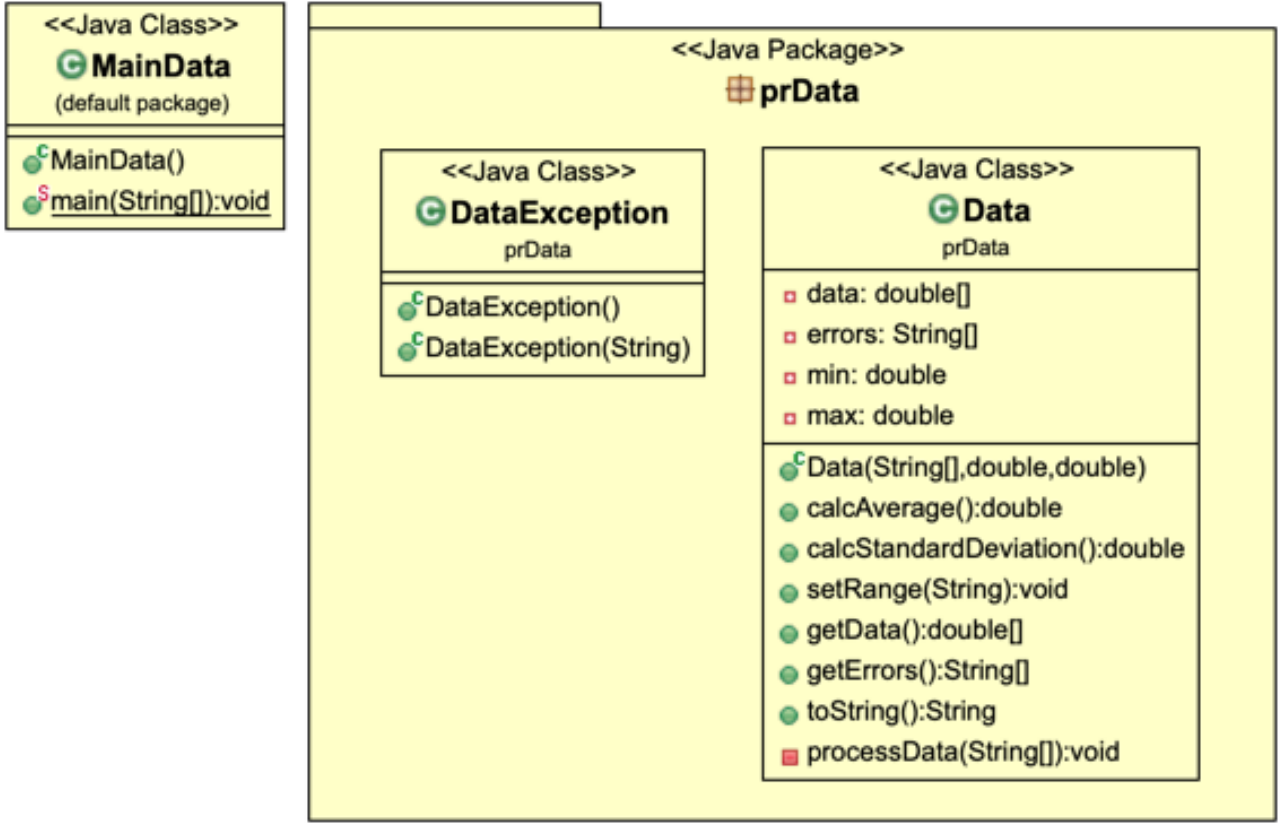 <<Java Class>>
MainData
(default package)
MainData()
main(String[]):void
<<Java Package>>
prData
<<Java Class>>
DataException
prData
DataException()
DataException(String)
<<Java Class>>
Data
prData
data: double[]
errors: String[]
min: double
max: double
Data(String[],double,double)
calcAverage():double
calcStandardDeviation():double
setRange(String):void
getData():double[]
getErrors():String[]
toString():String
processData(String[]):void